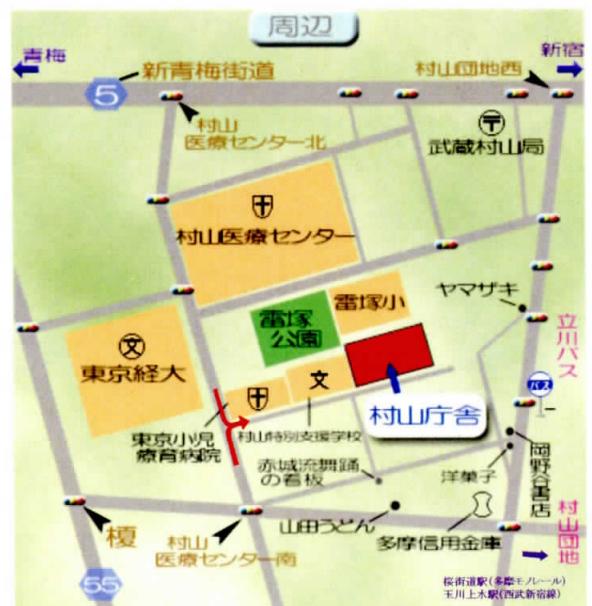 周辺
青梅
新宿
新青梅街道
村山団地西
5
村山
医療センター北
武蔵村山局
村山医療センター
雷塚小
ヤマザキ
雷塚
公園
立川バス
文
東京経大
文
バス
村山庁舎
東京小児
療育病院
村山特別支援学校
赤城流舞踊
の看板
洋菓子
岡野谷書店
榎
村山
医療センター南
山田うどん
多摩信用金庫
村山
団地
55
桜街道駅(多摩モノレール)
玉川上水駅(西武新宿線)